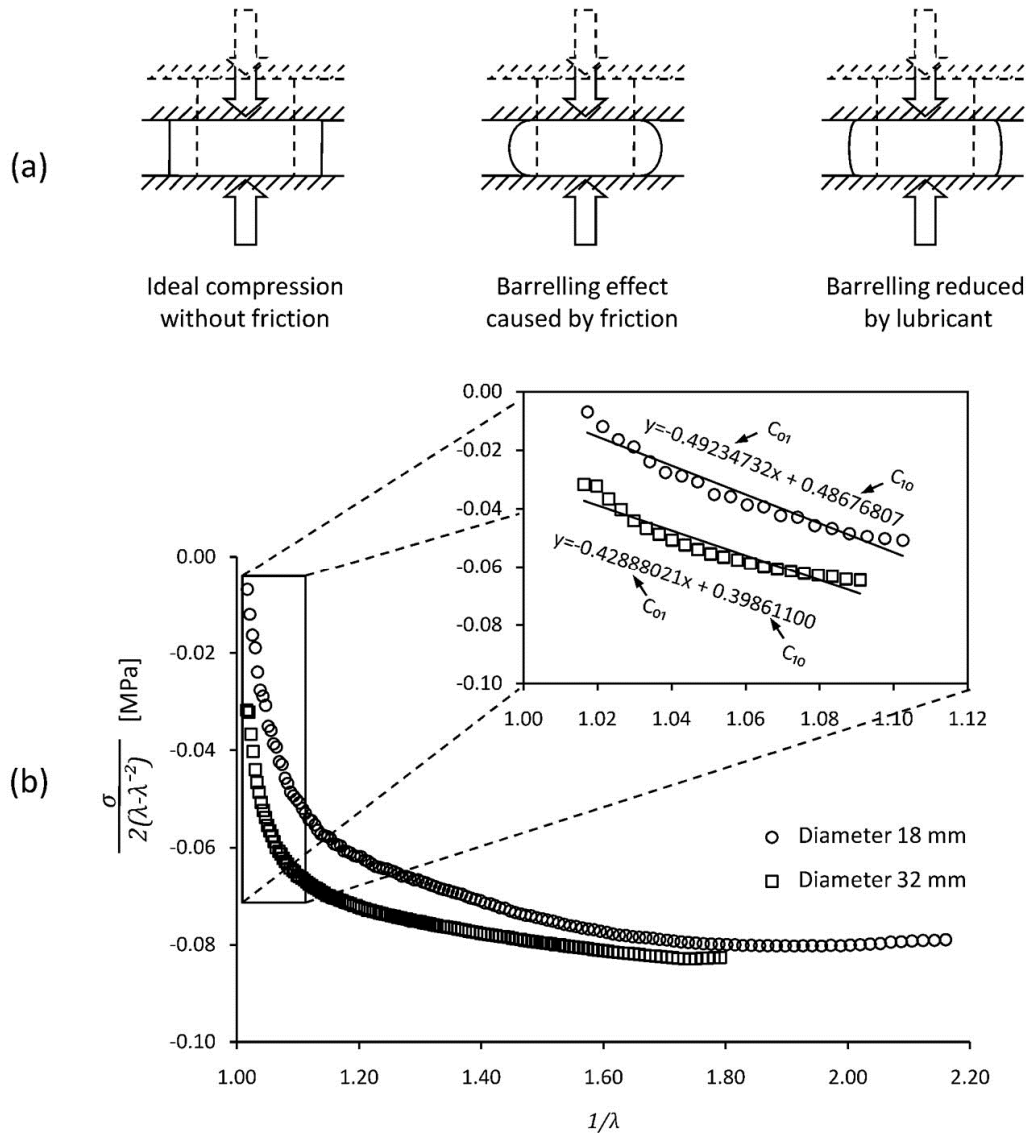 (a)
Ideal compression
without friction
Barrelling effect
caused by friction
Barrelling reduced
by lubricant
(b)
σ
2(λ-λ⁻²)
[MPa]
0.00
-0.02
-0.04
-0.06
-0.08
-0.10
1.00
1.20
1.40
1.60
1.80
2.00
2.20
1/λ
0.00
-0.02
-0.04
-0.06
-0.08
-0.10
1.00
1.02
1.04
1.06
1.08
1.10
1.12
C₀₁
C₁₀
y=-0.49234732x + 0.48676807
y=-0.42888021x + 0.39861100
C₀₁
C₁₀
Diameter 18 mm
Diameter 32 mm